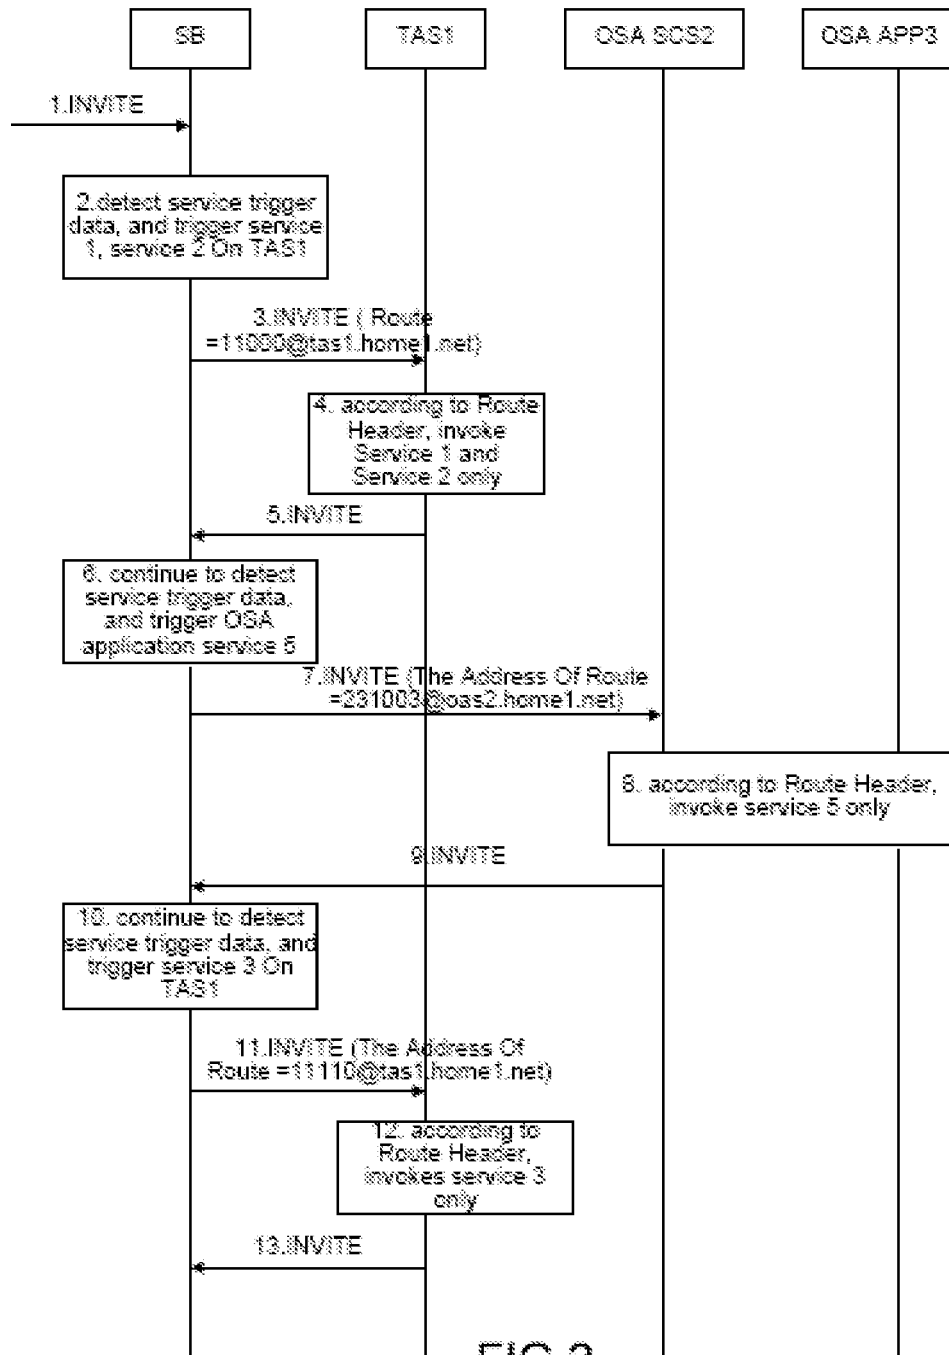 SB
TAS1
OSA SCS2
OSA APP3
1.INVITE
2.detect service trigger
data, and trigger service
1, service 2 On TAS1
3.INVITE ( Route
=11000@tas1.home1.net)
4. according to Route
Header, invoke
Service 1 and
Service 2 only
5.INVITE
6. continue to detect
service trigger data,
and trigger OSA
application service 5
7.INVITE (The Address Of Route
=231003@oas2.home1.net)
8. according to Route Header,
invoke service 5 only
9.INVITE
10. continue to detect
service trigger data, and
trigger service 3 On
TAS1
11.INVITE (The Address Of
Route =11110@tas1.home1.net)
12. according to
Route Header,
invokes service 3
only
13.INVITE